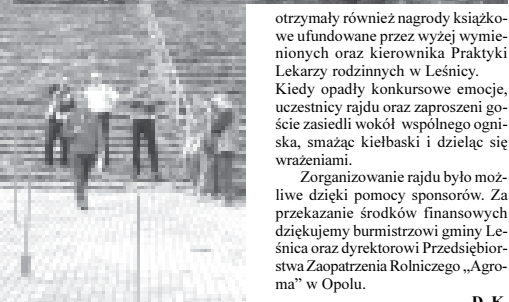 otrzymały również nagrody książko-
we ufundowane przez wyżej wymie-
nionych oraz kierownika Praktyki
Lekarzy rodzinnych w Leśnicy.
Kiedy opadły konkursowe emocje,
uczestnicy rajdu oraz zaproszeni go-
ście zasiedli wokół wspólnego ogni-
ska, smażąc kiełbaski i dzieląc się
wrażeniami.
Zorganizowanie rajdu było moż-
liwe dzięki pomocy sponsorów. Za
przekazanie środków finansowych
dziękujemy burmistrzowi gminy Le-
śnica oraz dyrektorowi Przedsiębior-
stwa Zaopatrzenia Rolniczego „Agro-
ma” w Opolu.
D. K.